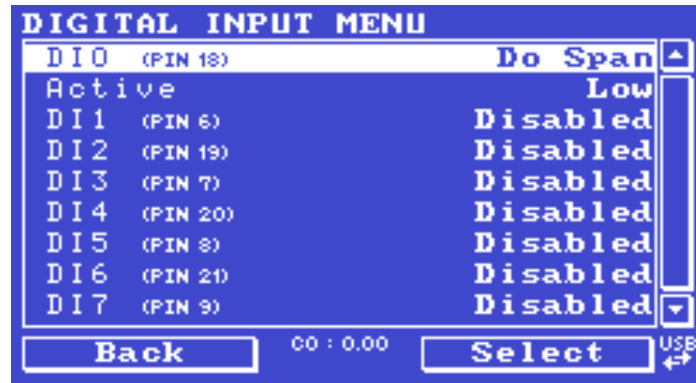 DIGITAL INPUT MENU
DI0 (PIN 18) Do Span
Active Low
DI1 (PIN 6) Disabled
DI2 (PIN 19) Disabled
DI3 (PIN 7) Disabled
DI4 (PIN 20) Disabled
DI5 (PIN 8) Disabled
DI6 (PIN 21) Disabled
DI7 (PIN 9) Disabled
Back CO : 0.00 Select USB